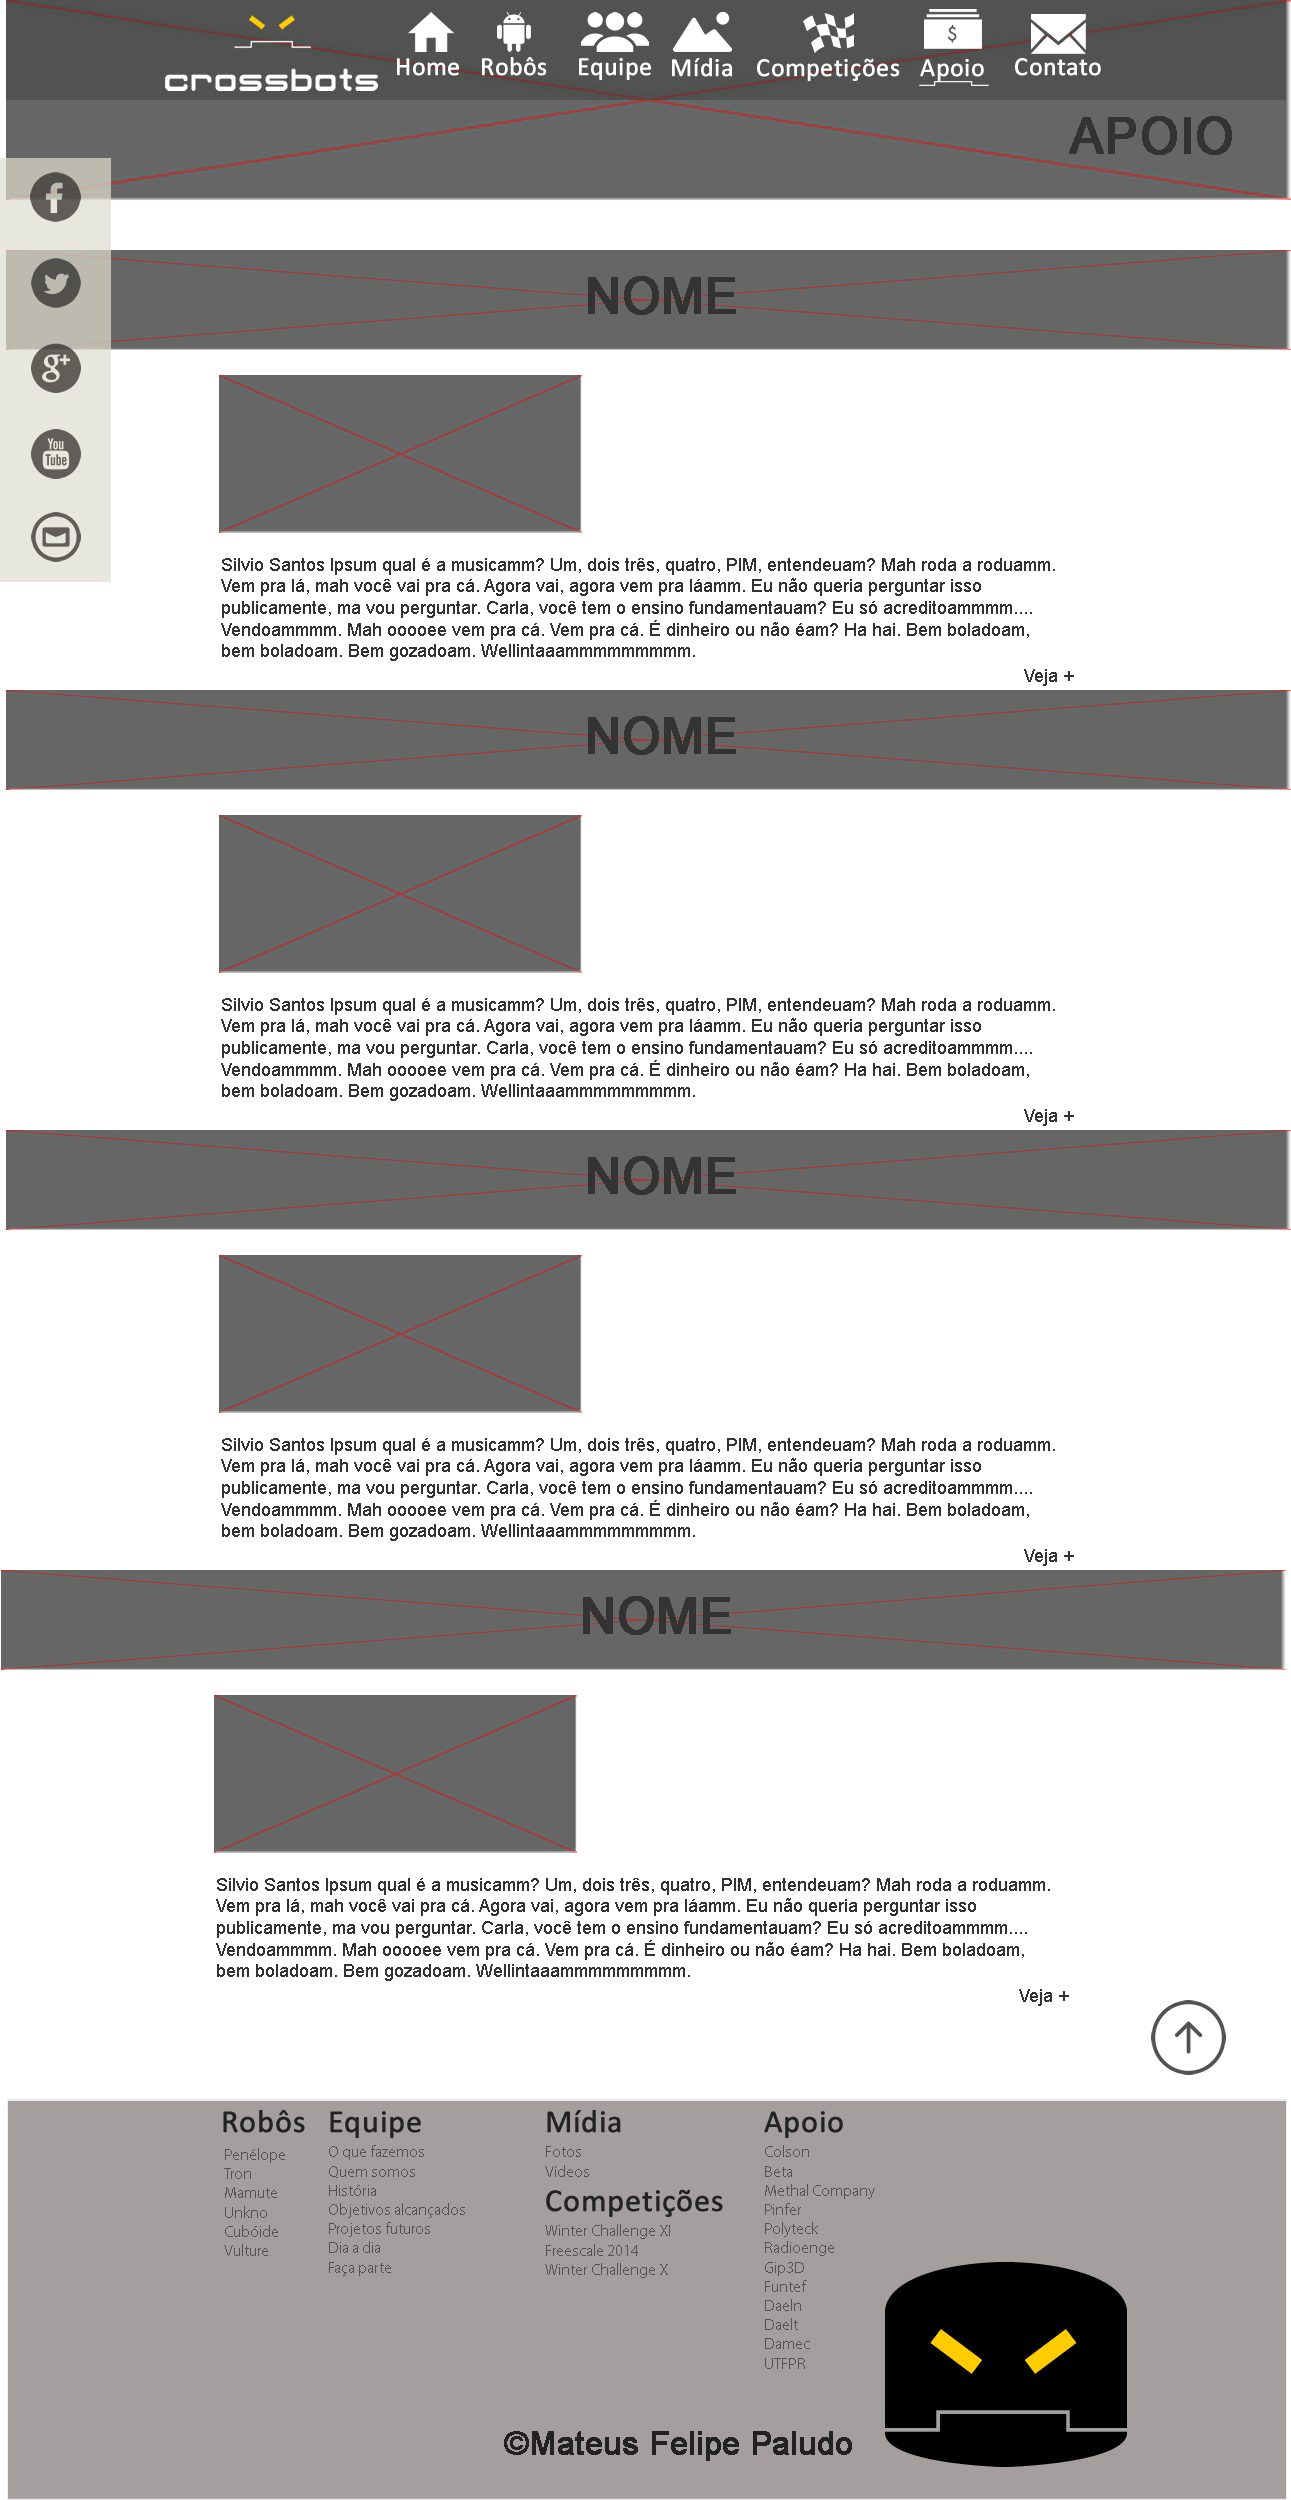 crossbots
Home Robôs Equipe Mídia Competições Apoio Contato
$
APOIO
f
g+
You
Tube
NOME
Silvio Santos Ipsum qual é a musicamm? Um, dois três, quatro, PIM, entendeuam? Mah roda a roduamm.
Vem pra lá, mah você vai pra cá. Agora vai, agora vem pra láamm. Eu não queria perguntar isso
publicamente, ma vou perguntar. Carla, você tem o ensino fundamentauam? Eu só acreditoammmm....
Vendoammmm. Mah ooooee vem pra cá. Vem pra cá. É dinheiro ou não éam? Ha hai. Bem boladoam,
bem boladoam. Bem gozadoam. Wellintaaammmmmmmmmm.
Veja +
NOME
Silvio Santos Ipsum qual é a musicamm? Um, dois três, quatro, PIM, entendeuam? Mah roda a roduamm.
Vem pra lá, mah você vai pra cá. Agora vai, agora vem pra láamm. Eu não queria perguntar isso
publicamente, ma vou perguntar. Carla, você tem o ensino fundamentauam? Eu só acreditoammmm....
Vendoammmm. Mah ooooee vem pra cá. Vem pra cá. É dinheiro ou não éam? Ha hai. Bem boladoam,
bem boladoam. Bem gozadoam. Wellintaaammmmmmmmmm.
Veja +
NOME
Silvio Santos Ipsum qual é a musicamm? Um, dois três, quatro, PIM, entendeuam? Mah roda a roduamm.
Vem pra lá, mah você vai pra cá. Agora vai, agora vem pra láamm. Eu não queria perguntar isso
publicamente, ma vou perguntar. Carla, você tem o ensino fundamentauam? Eu só acreditoammmm....
Vendoammmm. Mah ooooee vem pra cá. Vem pra cá. É dinheiro ou não éam? Ha hai. Bem boladoam,
bem boladoam. Bem gozadoam. Wellintaaammmmmmmmmm.
Veja +
NOME
Silvio Santos Ipsum qual é a musicamm? Um, dois três, quatro, PIM, entendeuam? Mah roda a roduamm.
Vem pra lá, mah você vai pra cá. Agora vai, agora vem pra láamm. Eu não queria perguntar isso
publicamente, ma vou perguntar. Carla, você tem o ensino fundamentauam? Eu só acreditoammmm....
Vendoammmm. Mah ooooee vem pra cá. Vem pra cá. É dinheiro ou não éam? Ha hai. Bem boladoam,
bem boladoam. Bem gozadoam. Wellintaaammmmmmmmmm.
Veja +
Robôs
Penélope
Tron
Mamute
Unkno
Cubóide
Vulture
Equipe
O que fazemos
Quem somos
História
Objetivos alcançados
Projetos futuros
Dia a dia
Faça parte
Mídia
Fotos
Vídeos
Competições
Winter Challenge XI
Freescale 2014
Winter Challenge X
Apoio
Colson
Beta
Methal Company
Pinfer
Polyteck
Radioenge
Gip3D
Funtef
Daeln
Daelt
Damec
UTFPR
©Mateus Felipe Paludo